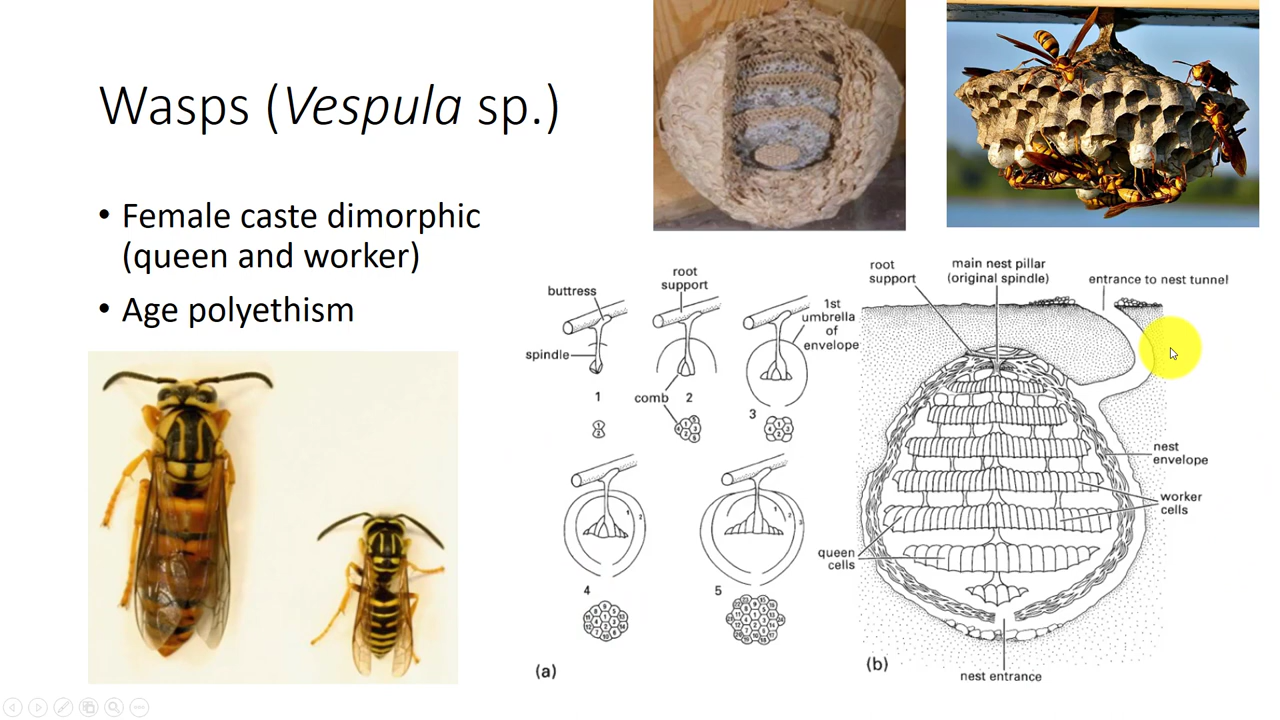 Wasps (Vespula sp.)
• Female caste dimorphic
(queen and worker)
• Age polyethism
buttress
root
support
1st
umbrella
of
envelope
spindle
comb
1
2
3
4
5
(a)
root
support
main nest pillar
(original spindle)
entrance to nest tunnel
nest
envelope
worker
cells
queen
cells
nest entrance
(b)